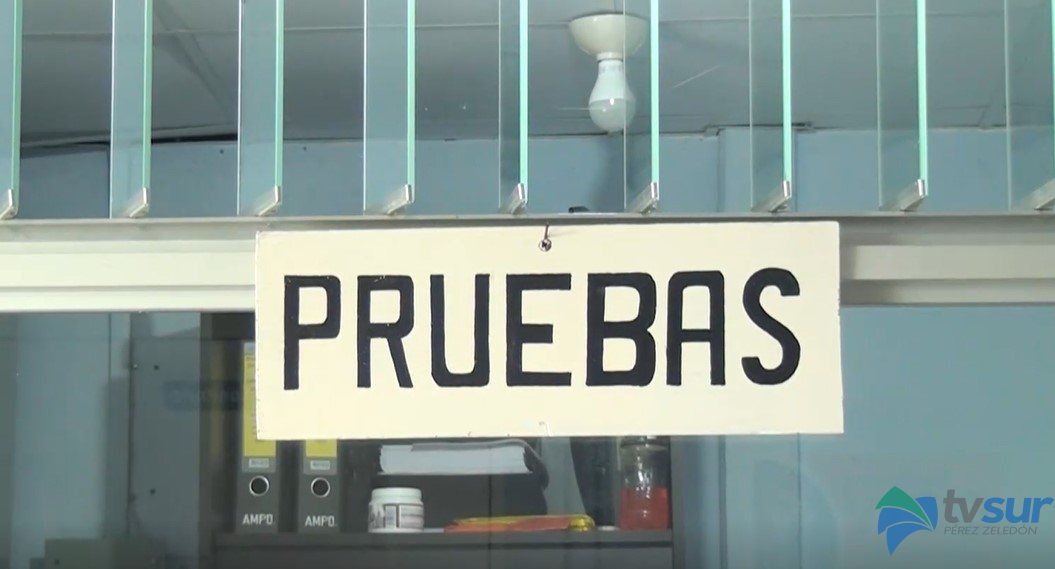 PRUEBAS
AMPO
AMPO
tvsur
PÉREZ ZELEDÓN